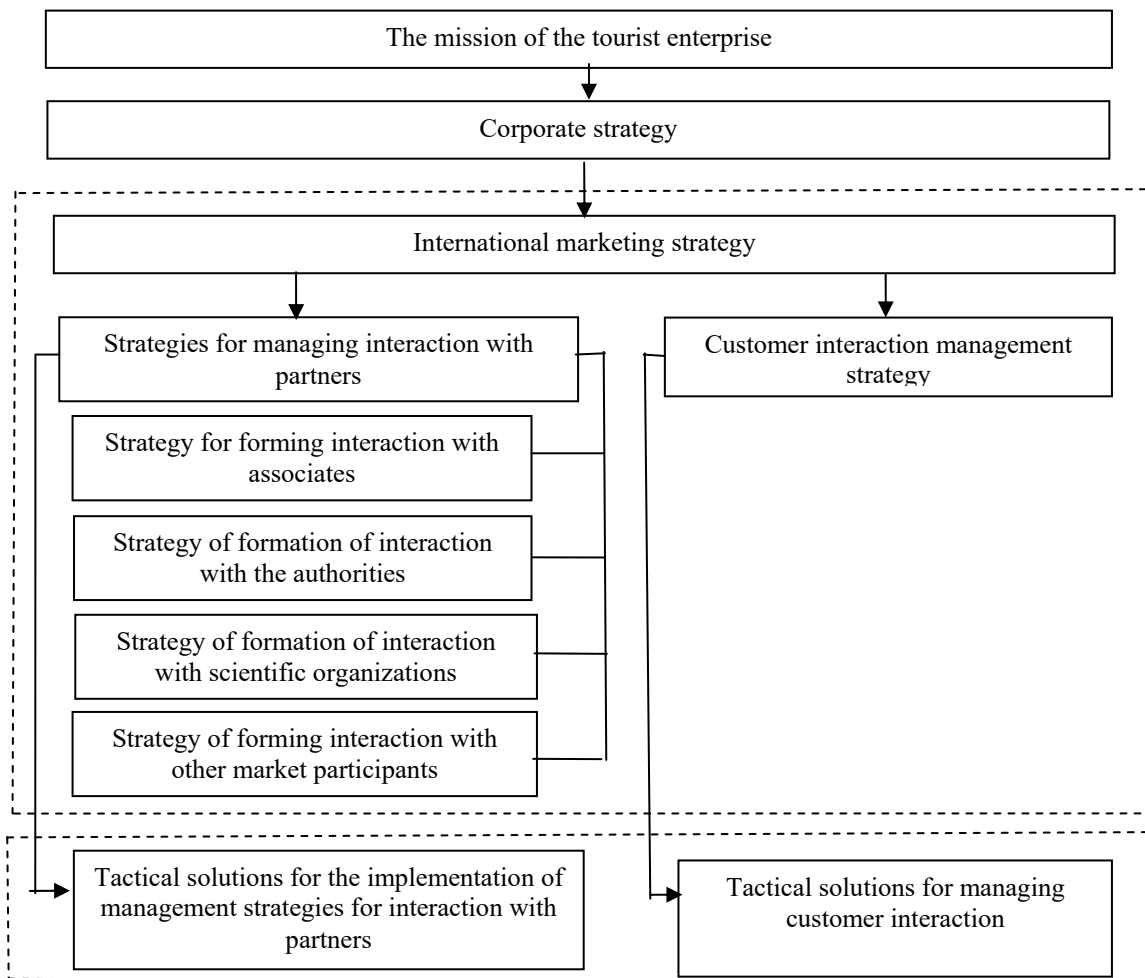 The mission of the tourist enterprise
Corporate strategy
International marketing strategy
Strategies for managing interaction with
partners
Customer interaction management
strategy
Strategy for forming interaction with
associates
Strategy of formation of interaction
with the authorities
Strategy of formation of interaction
with scientific organizations
Strategy of forming interaction with
other market participants
Tactical solutions for the implementation of
management strategies for interaction with
partners
Tactical solutions for managing
customer interaction